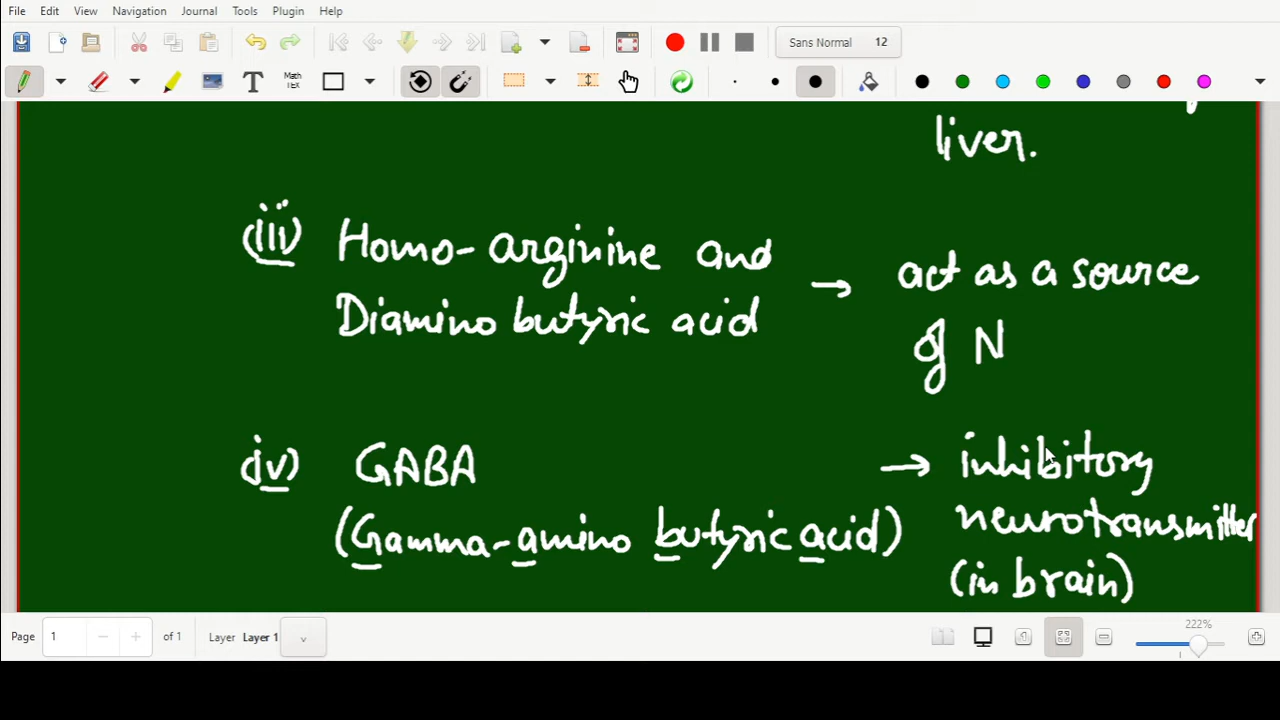 File Edit View Navigation Journal Tools Plugin Help
Sans Normal 12
T Math TEX
liver.
(iii) Homo-arginine and
Diamino butyric acid → act as a source
of N
(iv) GABA → inhibitory
(Gamma-amino butyric acid) neurotransmitter
(in brain)
Page 1 of 1 Layer Layer 1 222%